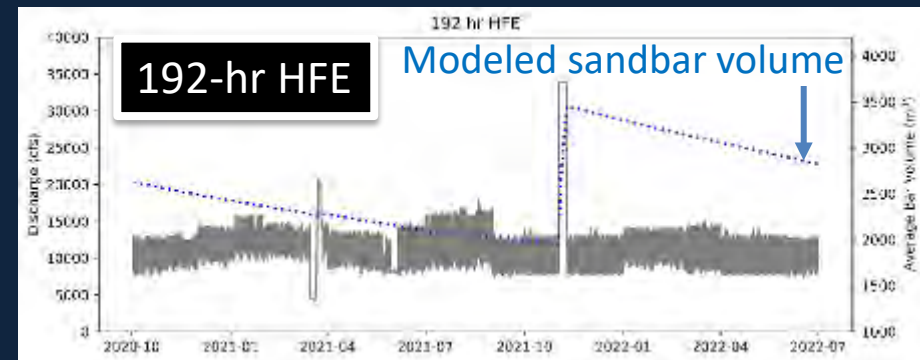 192 hr HFE
192-hr HFE
Modeled sandbar volume
Discharge (cfs)
40000
35000
30000
25000
20000
15000
10000
5000
0
4000
3500
3000
2500
2000
1500
1000
Average Bar Volume (m³)
2020-10 2021-01 2021-04 2021-07 2021-10 2022-01 2022-04 2022-07